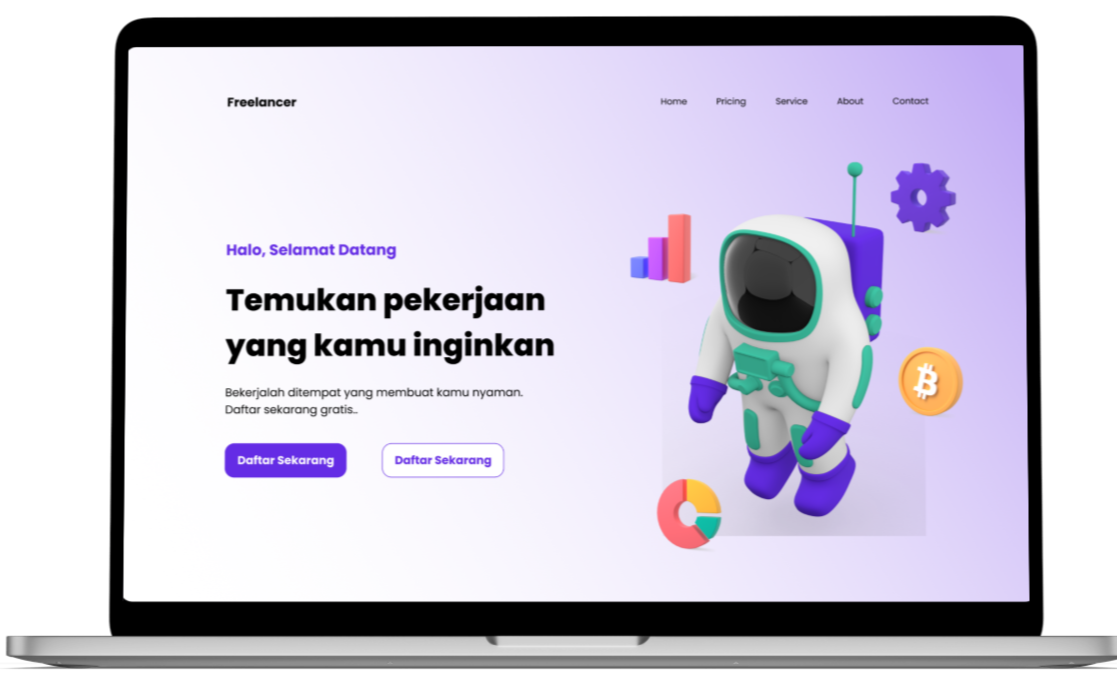 Freelancer
Home Pricing Service About Contact
Halo, Selamat Datang
Temukan pekerjaan
yang kamu inginkan
Bekerjalah ditempat yang membuat kamu nyaman.
Daftar sekarang gratis..
Daftar Sekarang Daftar Sekarang